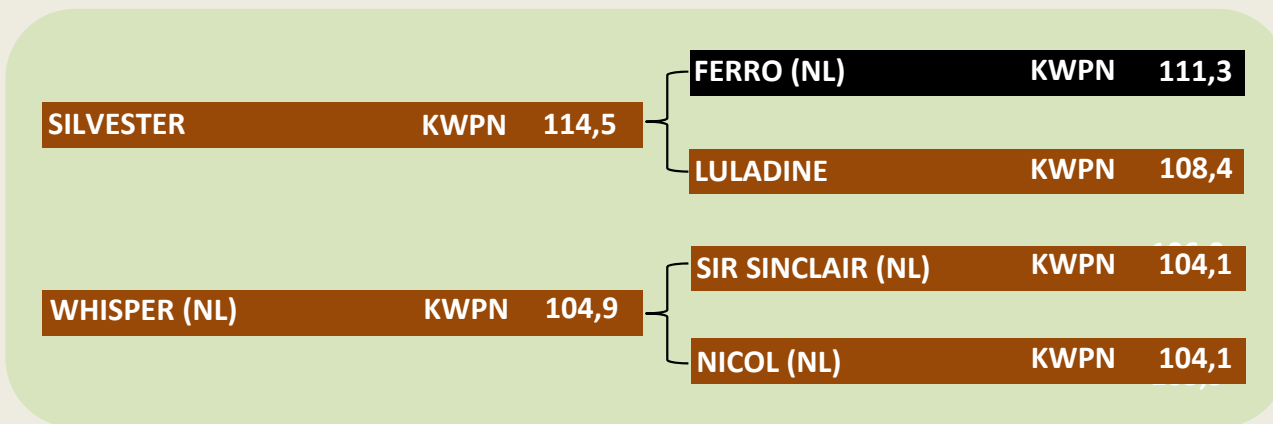 FERRO (NL) KWPN 111,3
SILVESTER KWPN 114,5
LULADINE KWPN 108,4
SIR SINCLAIR (NL) KWPN 104,1
WHISPER (NL) KWPN 104,9
NICOL (NL) KWPN 104,1